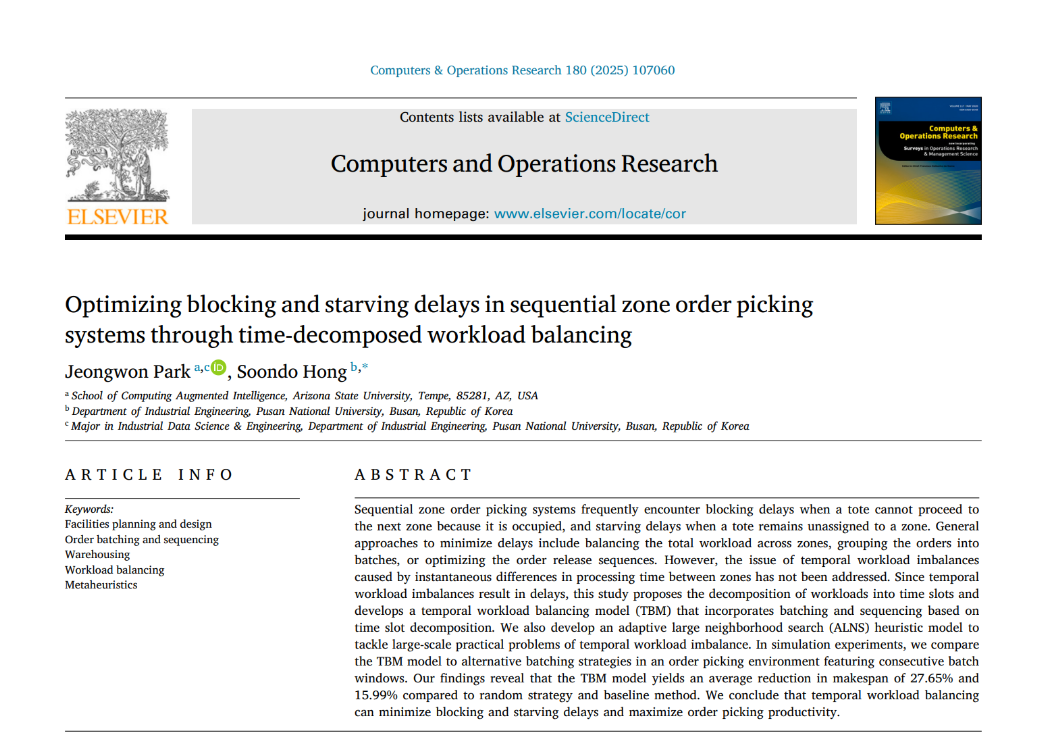 Computers & Operations Research 180 (2025) 107060
Contents lists available at ScienceDirect
Computers and Operations Research
journal homepage: www.elsevier.com/locate/cor
ELSEVIER
Computers &
Operations Research
Surveys in Operations Research
& Management Science
Optimizing blocking and starving delays in sequential zone order picking
systems through time-decomposed workload balancing
Jeongwon Park a,c iD, Soondo Hong b,*
a School of Computing Augmented Intelligence, Arizona State University, Tempe, 85281, AZ, USA
b Department of Industrial Engineering, Pusan National University, Busan, Republic of Korea
c Major in Industrial Data Science & Engineering, Department of Industrial Engineering, Pusan National University, Busan, Republic of Korea
ARTICLE INFO
Keywords:
Facilities planning and design
Order batching and sequencing
Warehousing
Workload balancing
Metaheuristics
ABSTRACT
Sequential zone order picking systems frequently encounter blocking delays when a tote cannot proceed to
the next zone because it is occupied, and starving delays when a tote remains unassigned to a zone. General
approaches to minimize delays include balancing the total workload across zones, grouping the orders into
batches, or optimizing the order release sequences. However, the issue of temporal workload imbalances
caused by instantaneous differences in processing time between zones has not been addressed. Since temporal
workload imbalances result in delays, this study proposes the decomposition of workloads into time slots and
develops a temporal workload balancing model (TBM) that incorporates batching and sequencing based on
time slot decomposition. We also develop an adaptive large neighborhood search (ALNS) heuristic model to
tackle large-scale practical problems of temporal workload imbalance. In simulation experiments, we compare
the TBM model to alternative batching strategies in an order picking environment featuring consecutive batch
windows. Our findings reveal that the TBM model yields an average reduction in makespan of 27.65% and
15.99% compared to random strategy and baseline method. We conclude that temporal workload balancing
can minimize blocking and starving delays and maximize order picking productivity.